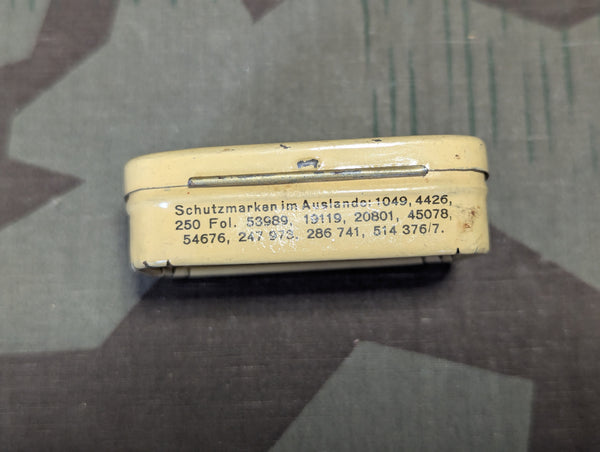 Schutzmarken im Auslande: 1049, 4426,
250 Fol. 53989, 19119, 20801, 45078,
54676, 247 973, 286 741, 514 376/7.